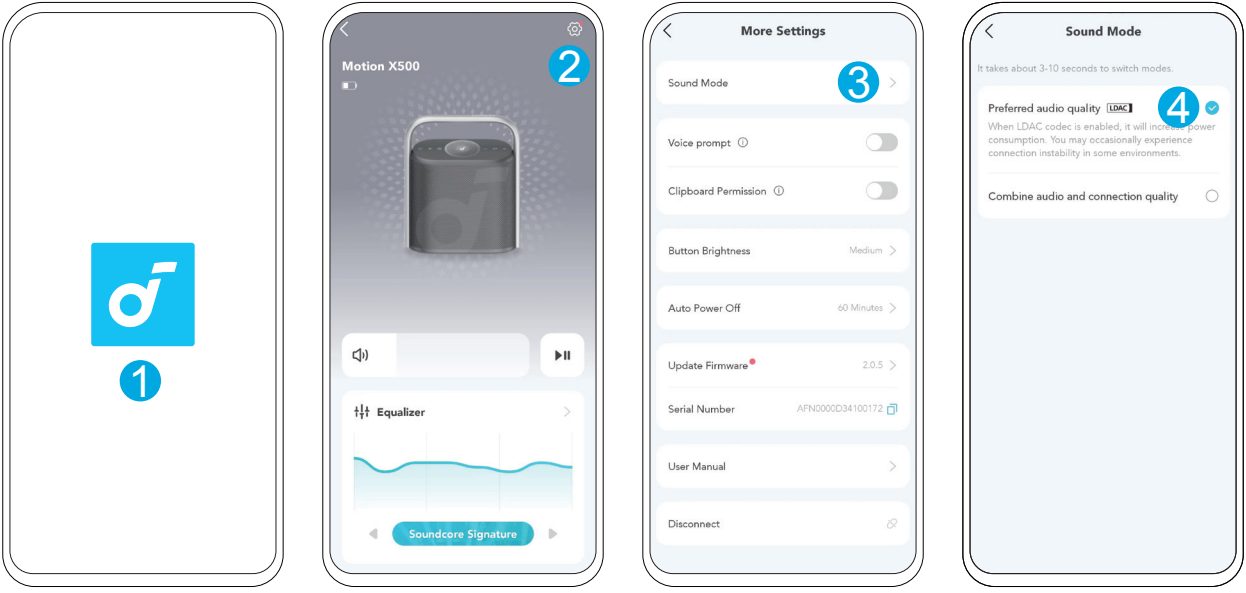 1
2
Motion X500
Equalizer
Soundcore Signature
More Settings
Sound Mode
3
Voice prompt
Clipboard Permission
Button Brightness
Medium
Auto Power Off
60 Minutes
Update Firmware
2.0.5
Serial Number
AFN0000D34100172
User Manual
Disconnect
Sound Mode
It takes about 3-10 seconds to switch modes.
Preferred audio quality LDAC
4
When LDAC codec is enabled, it will increase power
consumption. You may occasionally experience
connection instability in some environments.
Combine audio and connection quality